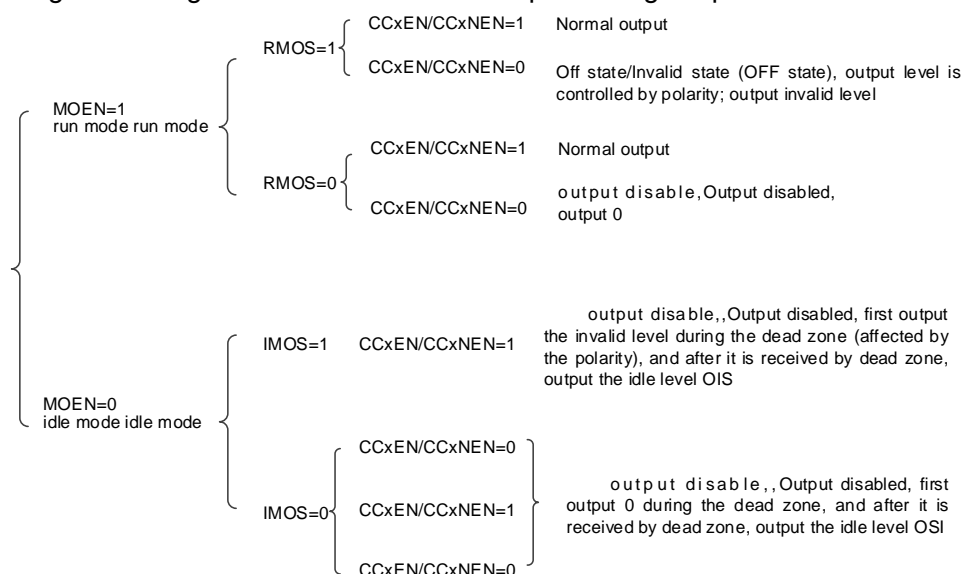 RMOS=1
CCxEN/CCxNEN=1 Normal output
CCxEN/CCxNEN=0 Off state/Invalid state (OFF state), output level is
controlled by polarity; output invalid level
MOEN=1
run mode run mode
RMOS=0
CCxEN/CCxNEN=1 Normal output
CCxEN/CCxNEN=0 output disable,Output disabled,
output 0
MOEN=0
idle mode idle mode
IMOS=1 CCxEN/CCxNEN=1
output disable,,Output disabled, first output
the invalid level during the dead zone (affected by
the polarity), and after it is received by dead zone,
output the idle level OIS
IMOS=0
CCxEN/CCxNEN=0
CCxEN/CCxNEN=1
CCxEN/CCxNEN=0
output disable,,Output disabled, first
output 0 during the dead zone, and after it is
received by dead zone, output the idle level OSI